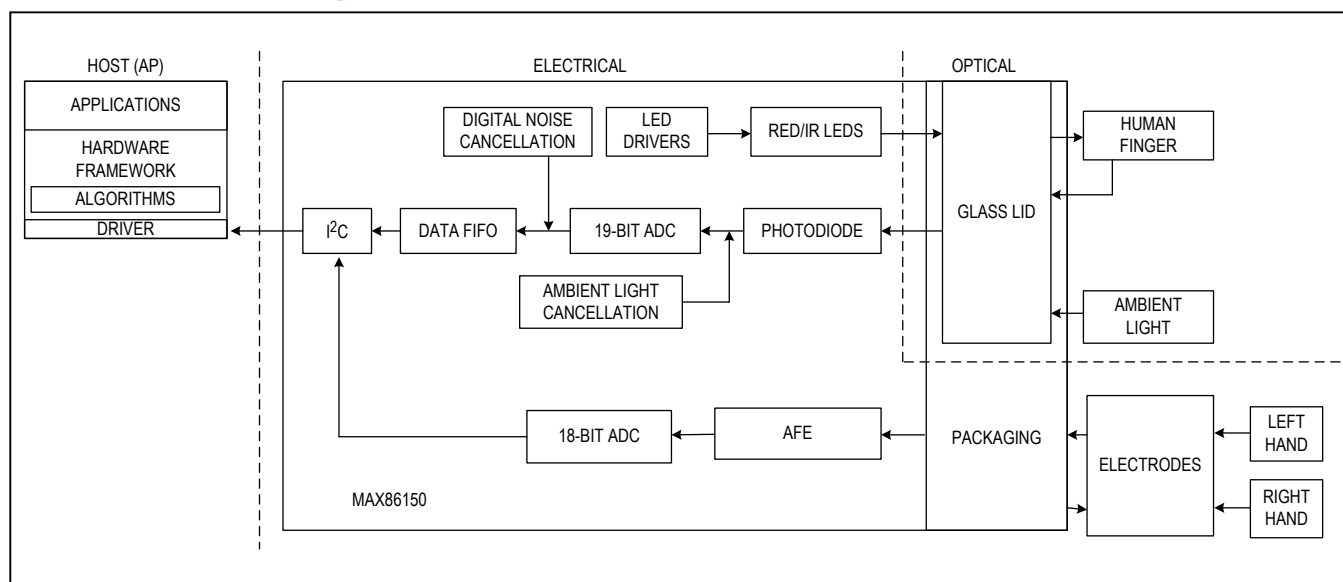 HOST (AP)
APPLICATIONS
HARDWARE
FRAMEWORK
ALGORITHMS
DRIVER
ELECTRICAL
OPTICAL
DIGITAL NOISE
CANCELLATION
LED
DRIVERS
RED/IR LEDS
HUMAN
FINGER
GLASS LID
I²C
DATA FIFO
19-BIT ADC
PHOTODIODE
AMBIENT LIGHT
CANCELLATION
AMBIENT
LIGHT
18-BIT ADC
AFE
PACKAGING
ELECTRODES
LEFT
HAND
RIGHT
HAND
MAX86150